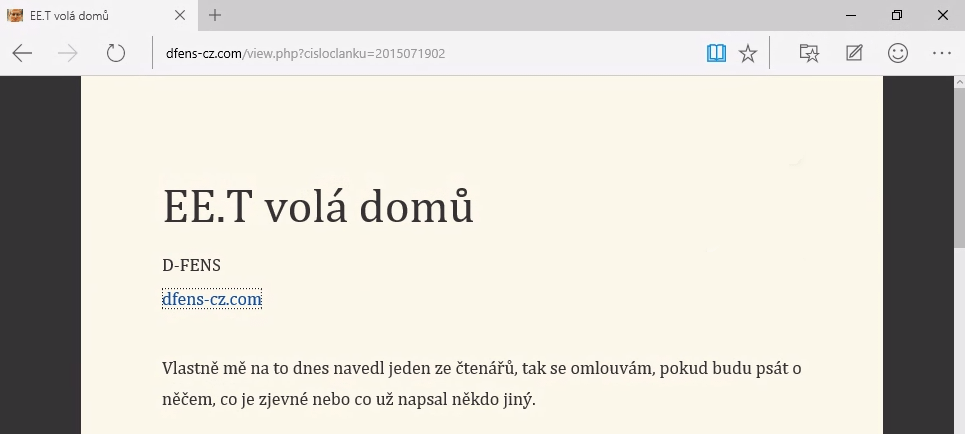 EE.T volá domů
dfens-cz.com/view.php?cisloclanku=2015071902
EE.T volá domů
D-FENS
dfens-cz.com
Vlastně mě na to dnes navedl jeden ze čtenářů, tak se omlouvám, pokud budu psát o
něčem, co je zjevné nebo co už napsal někdo jiný.